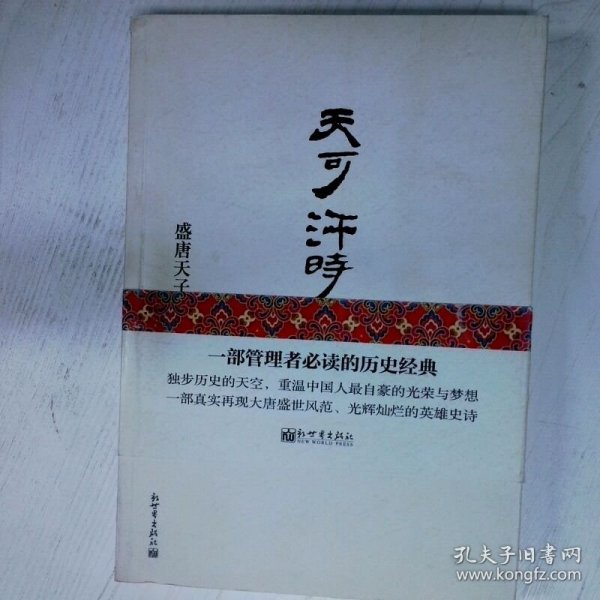 天可汗時
盛唐天子
一部管理者必读的历史经典
独步历史的天空，重温中国人最自豪的光荣与梦想
一部真实再现大唐盛世风范、光辉灿烂的英雄史诗
新世界出版社
NEW WORLD PRESS
新世界出版社
孔夫子旧书网
www.kongfz.com